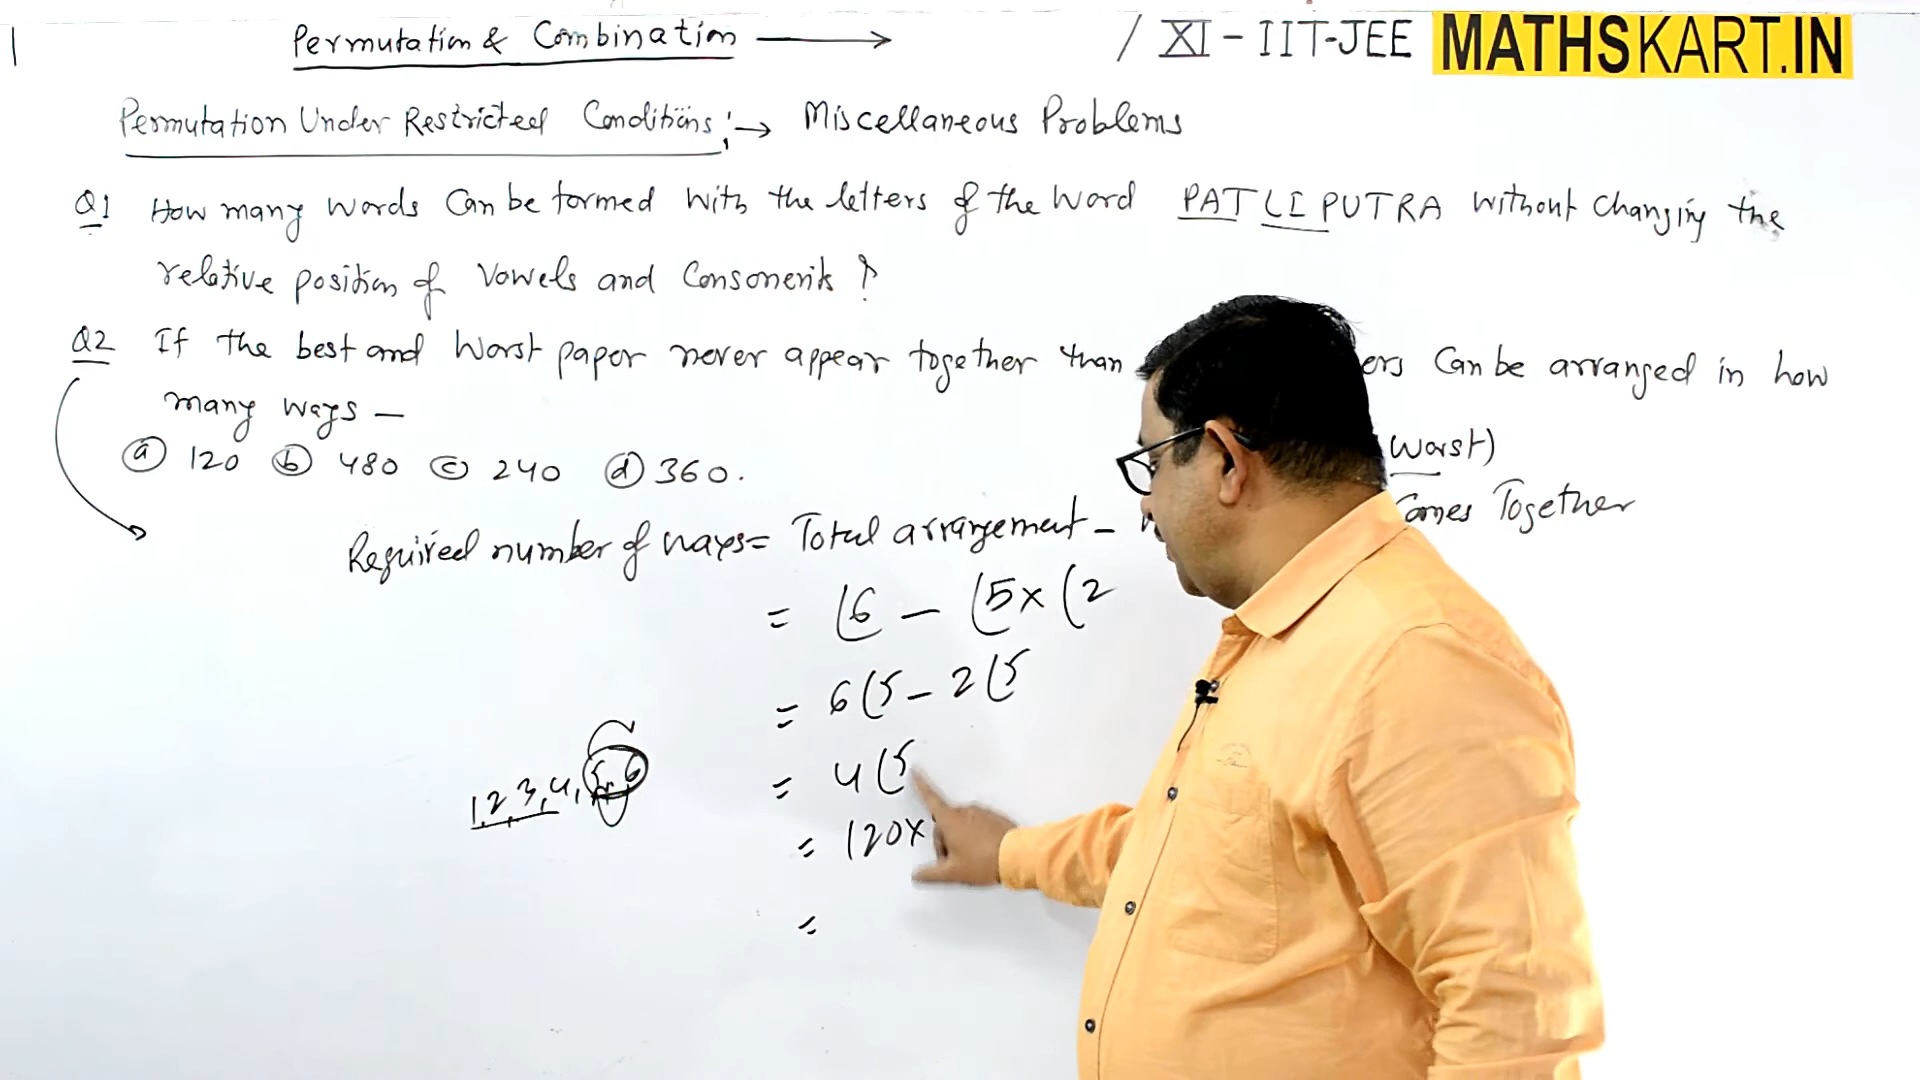 Permutation & Combination → / XI - IIT-JEE MATHSKART.IN
Permutation Under Restricted Conditions :→ Miscellaneous Problems
Q1 How many words Can be formed with the letters of the word PATLIPUTRA without changing the
relative position of vowels and Consonents ?
Q2 If the best and worst paper never appear together than ers Can be arranged in how
many ways —
(a) 120 (b) 480 (c) 240 (d) 360.
worst)
Required number of ways = Total arrangement - Comes Together
= ⌊6 - ⌊5 x ⌊2
= 6⌊5 - 2⌊5
= 4⌊5
1,2,3,4,5,6
= 120x
=